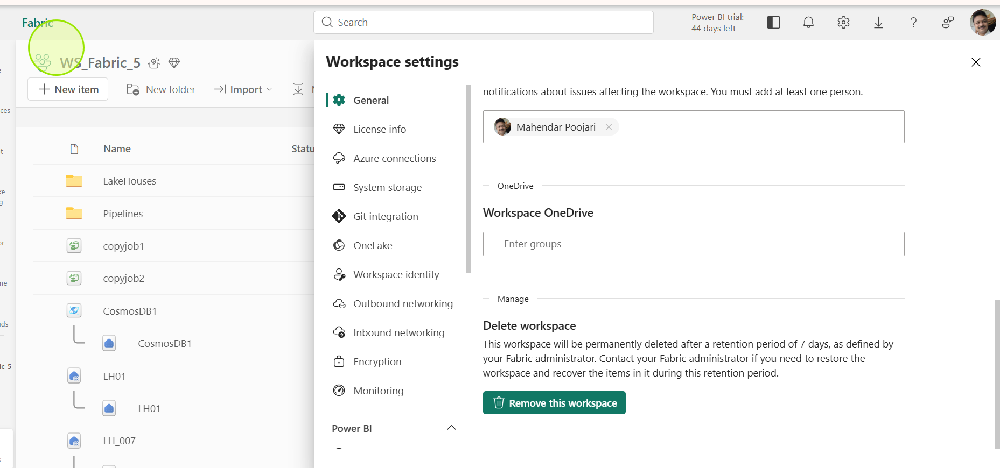 Fabric
Search
Power BI trial:
44 days left
WS_Fabric_5
New item
New folder
Import
Name
Statu
LakeHouses
Pipelines
copyjob1
copyjob2
CosmosDB1
CosmosDB1
LH01
LH01
LH_007
ces
ic_5
Workspace settings
General
License info
Azure connections
System storage
Git integration
OneLake
Workspace identity
Outbound networking
Inbound networking
Encryption
Monitoring
Power BI
notifications about issues affecting the workspace. You must add at least one person.
Mahendar Poojari
OneDrive
Workspace OneDrive
Enter groups
Manage
Delete workspace
This workspace will be permanently deleted after a retention period of 7 days, as defined by
your Fabric administrator. Contact your Fabric administrator if you need to restore the
workspace and recover the items in it during this retention period.
Remove this workspace